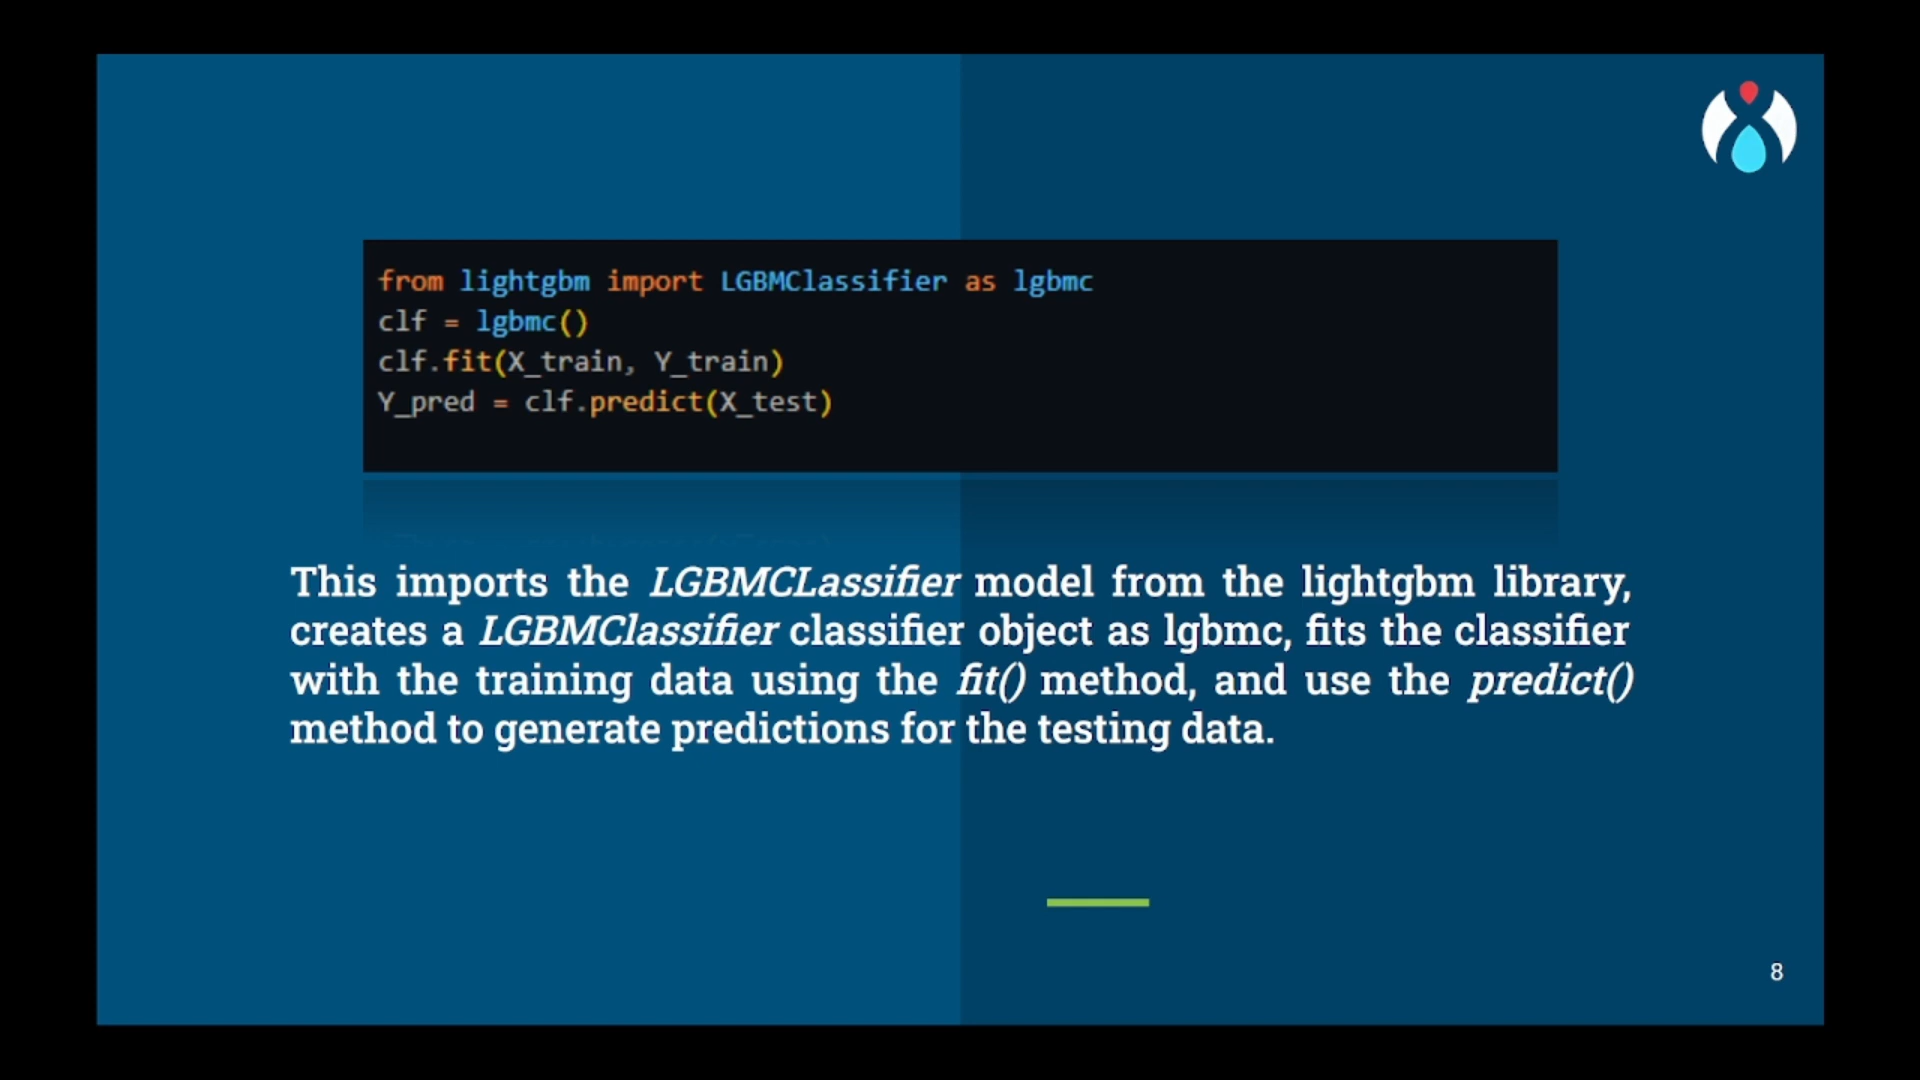 from lightgbm import LGBMClassifier as lgbmc
clf = lgbmc()
clf.fit(X_train, Y_train)
Y_pred = clf.predict(X_test)
This imports the LGBMCLassifier model from the lightgbm library,
creates a LGBMClassifier classifier object as lgbmc, fits the classifier
with the training data using the fit() method, and use the predict()
method to generate predictions for the testing data.
8